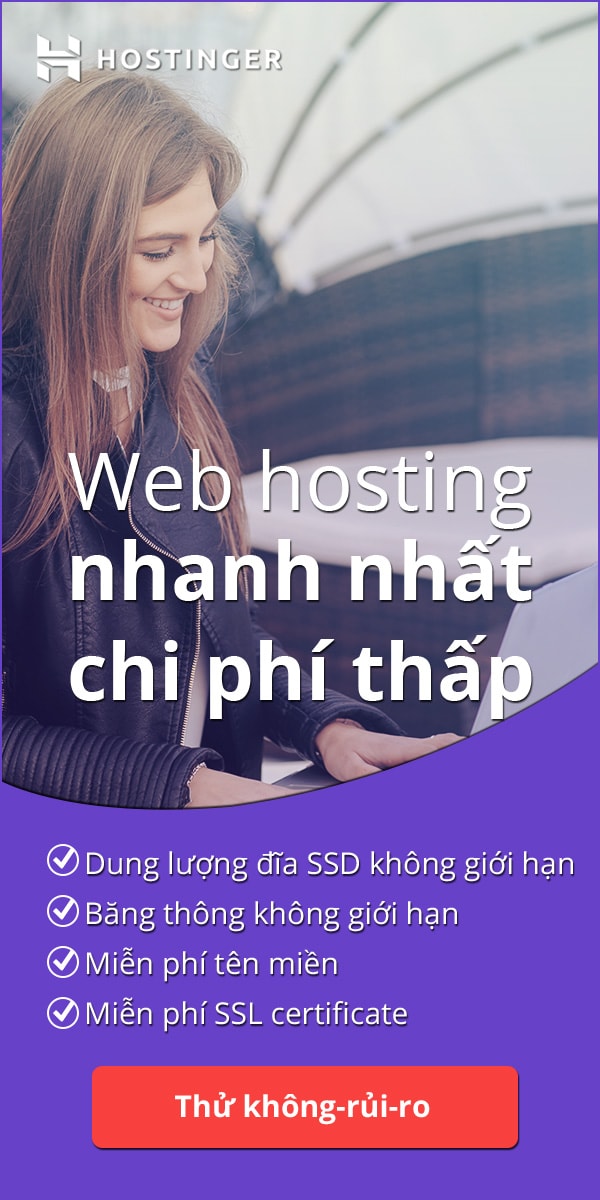 HOSTINGER
Web hosting
nhanh nhất
chi phí thấp
Dung lượng đĩa SSD không giới hạn
Băng thông không giới hạn
Miễn phí tên miền
Miễn phí SSL certificate
Thử không-rủi-ro